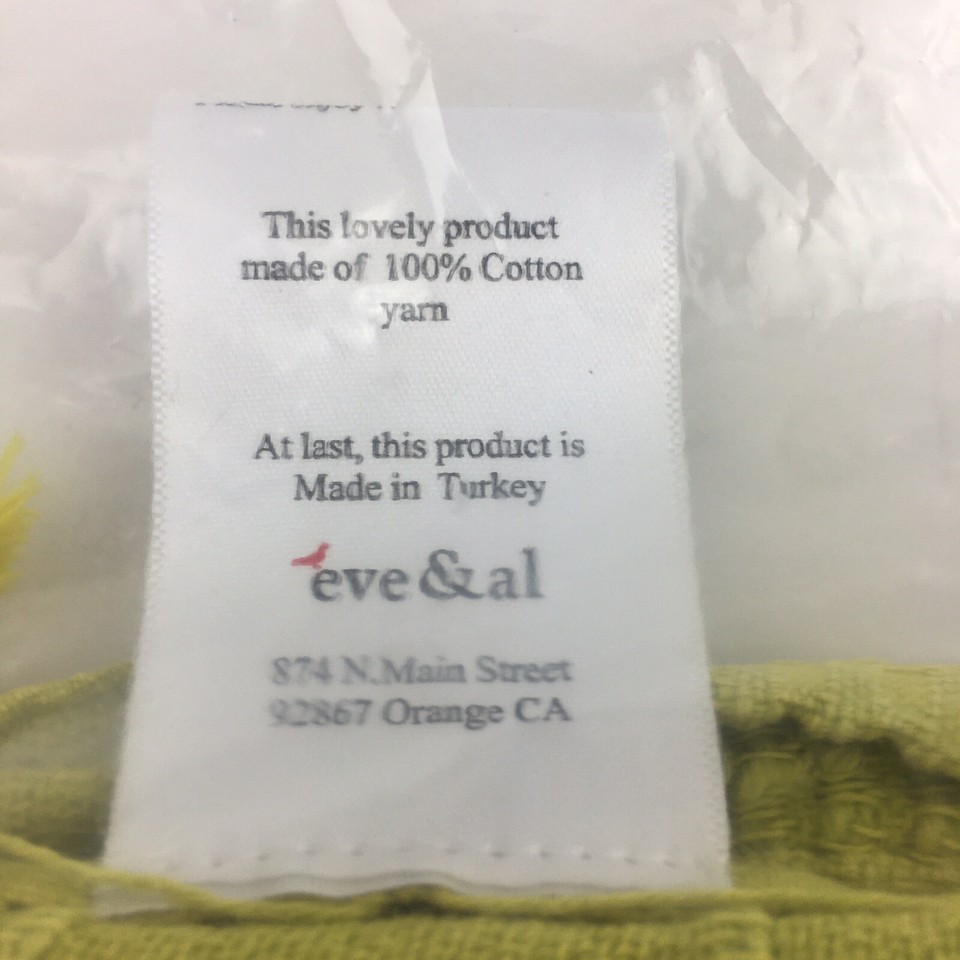 This lovely product
made of 100% Cotton
yarn
At last, this product is
Made in Turkey
eve&al
874 N.Main Street
92867 Orange CA